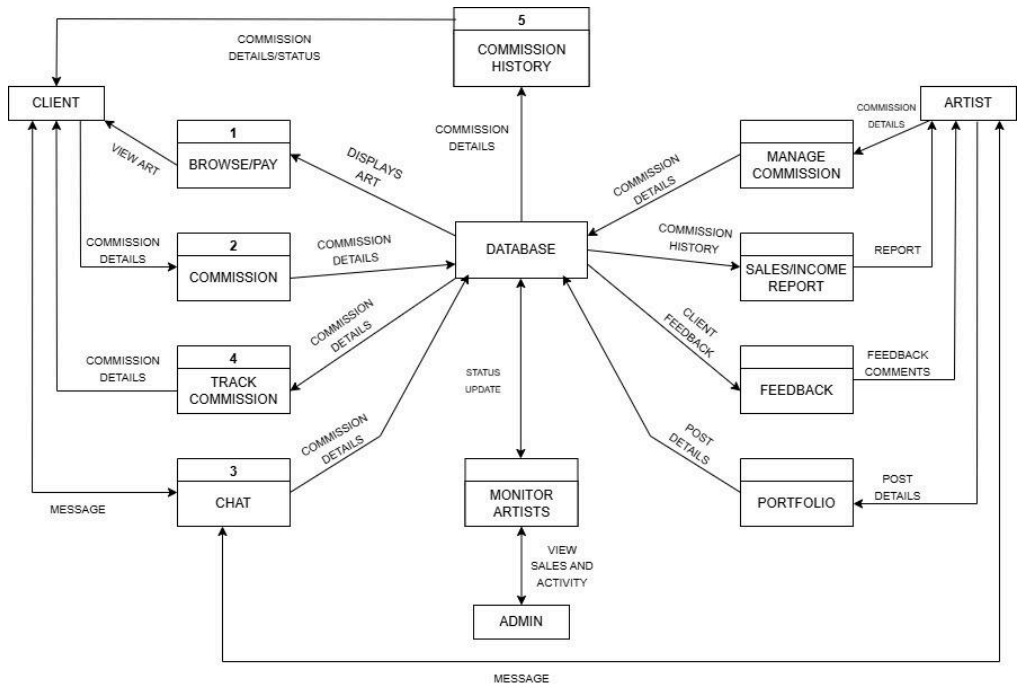 5
COMMISSION
HISTORY
COMMISSION
DETAILS/STATUS
CLIENT
ARTIST
1
BROWSE/PAY
VIEW ART
DISPLAYS
ART
COMMISSION
DETAILS
COMMISSION
DETAILS
MANAGE
COMMISSION
COMMISSION
DETAILS
2
COMMISSION
COMMISSION
DETAILS
COMMISSION
DETAILS
DATABASE
COMMISSION
HISTORY
SALES/INCOME
REPORT
REPORT
4
TRACK
COMMISSION
COMMISSION
DETAILS
COMMISSION
DETAILS
STATUS
UPDATE
CLIENT
FEEDBACK
FEEDBACK
FEEDBACK
COMMENTS
3
CHAT
MESSAGE
COMMISSION
DETAILS
MONITOR
ARTISTS
POST
DETAILS
PORTFOLIO
POST
DETAILS
VIEW
SALES AND
ACTIVITY
ADMIN
MESSAGE